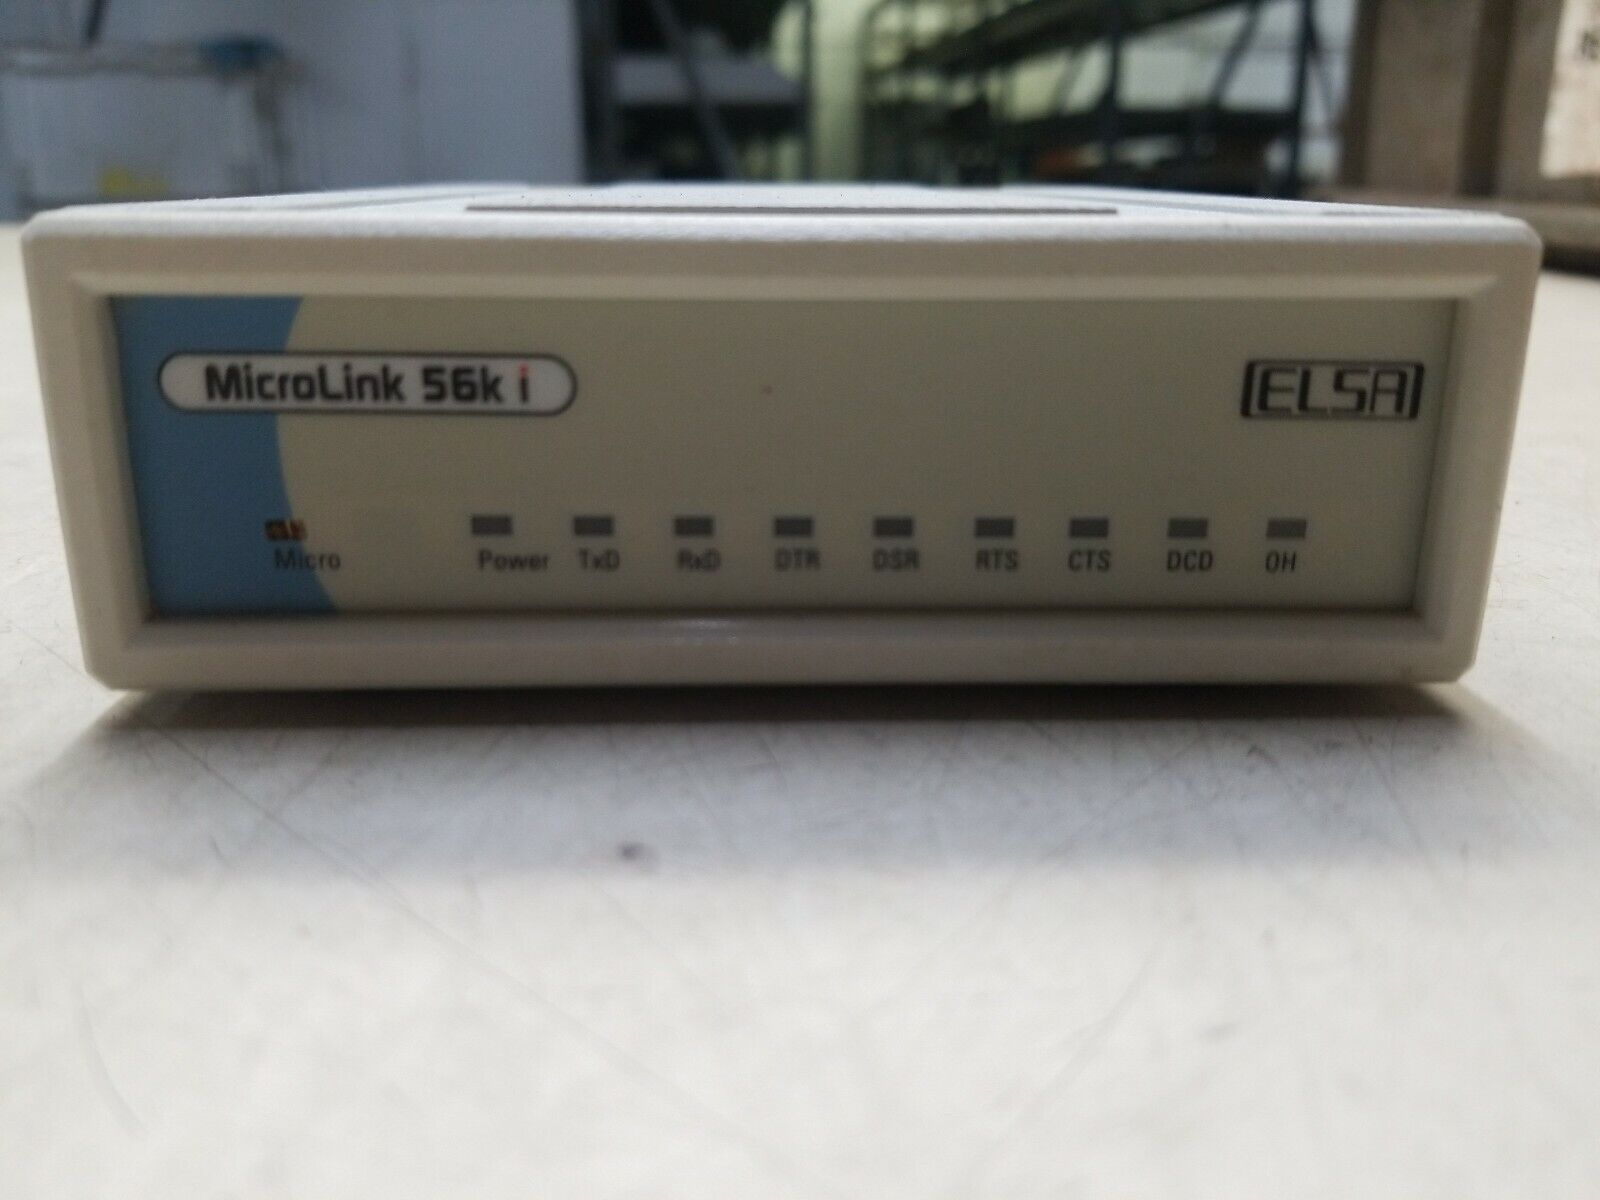 MicroLink 56k i
ELSA
Micro Power TxD RxD DTR DSR RTS CTS DCD OH